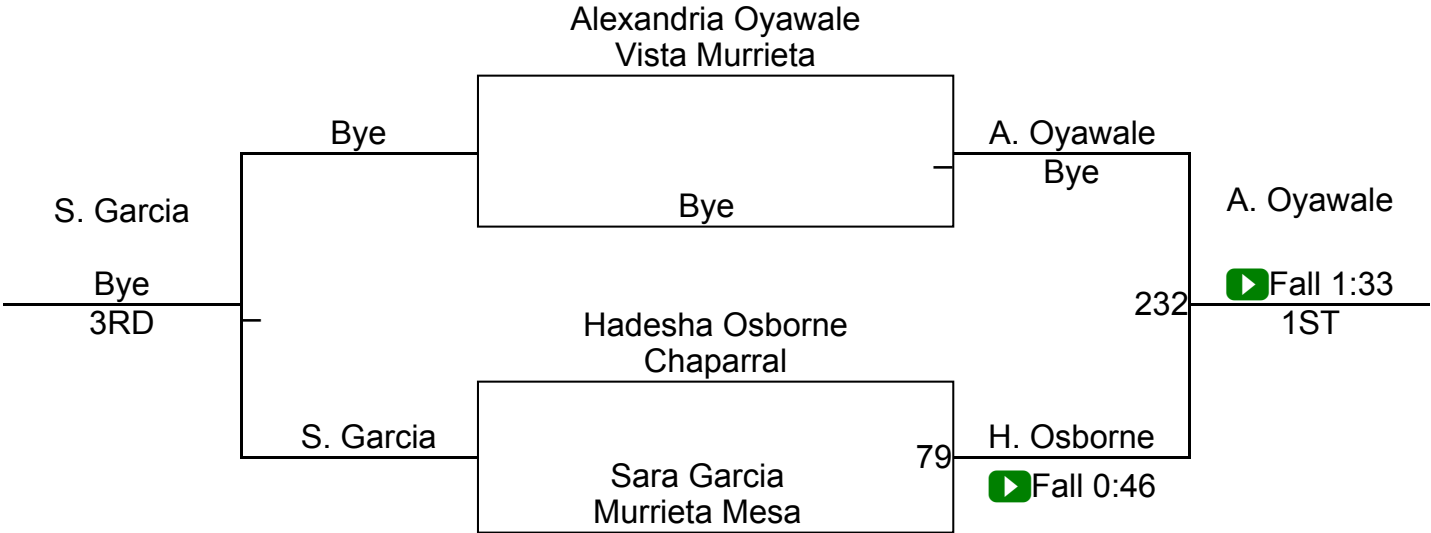 Alexandria Oyawale
Vista Murrieta
Bye
A. Oyawale
Bye
S. Garcia
Bye
A. Oyawale
Bye
3RD
232
Fall 1:33
1ST
Hadesha Osborne
Chaparral
S. Garcia
79
H. Osborne
Sara Garcia
Murrieta Mesa
Fall 0:46